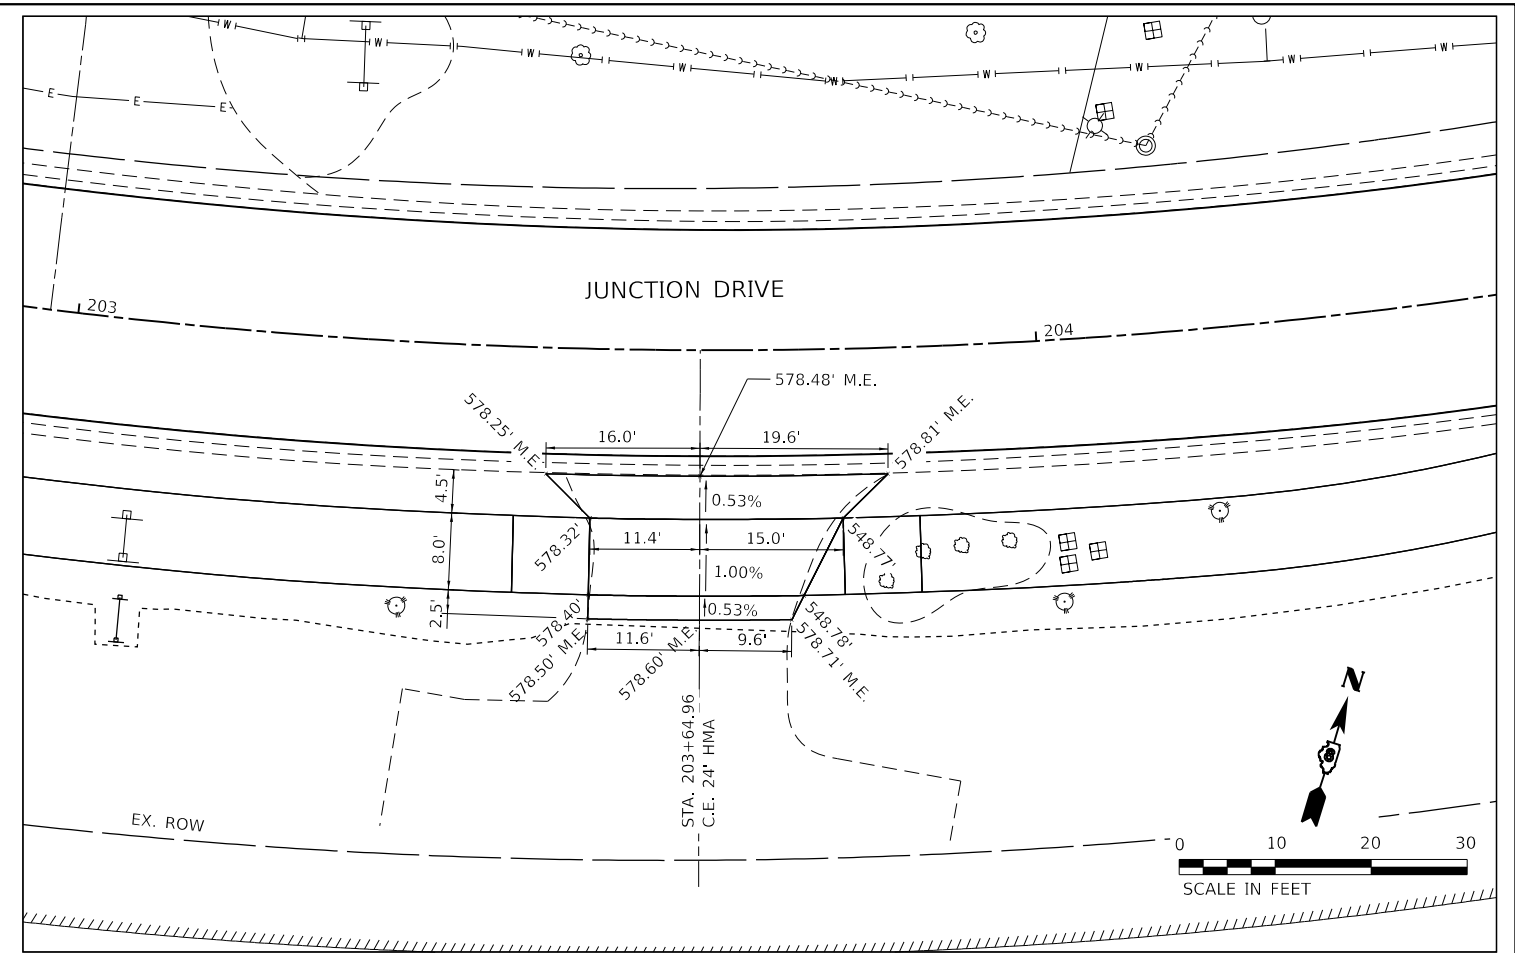 W W W W W W W W
E E E
JUNCTION DRIVE
203
204
578.48' M.E.
578.25' M.E.
16.0'
19.6'
578.81' M.E.
4.5'
0.53%
578.32'
11.4'
15.0'
548.77'
8.0'
1.00%
2.5'
0.53%
578.40'
578.50' M.E.
11.6'
578.60' M.E.
9.6'
548.78'
578.71' M.E.
STA. 203+64.96
C.E. 24' HMA
N
EX. ROW
0 10 20 30
SCALE IN FEET